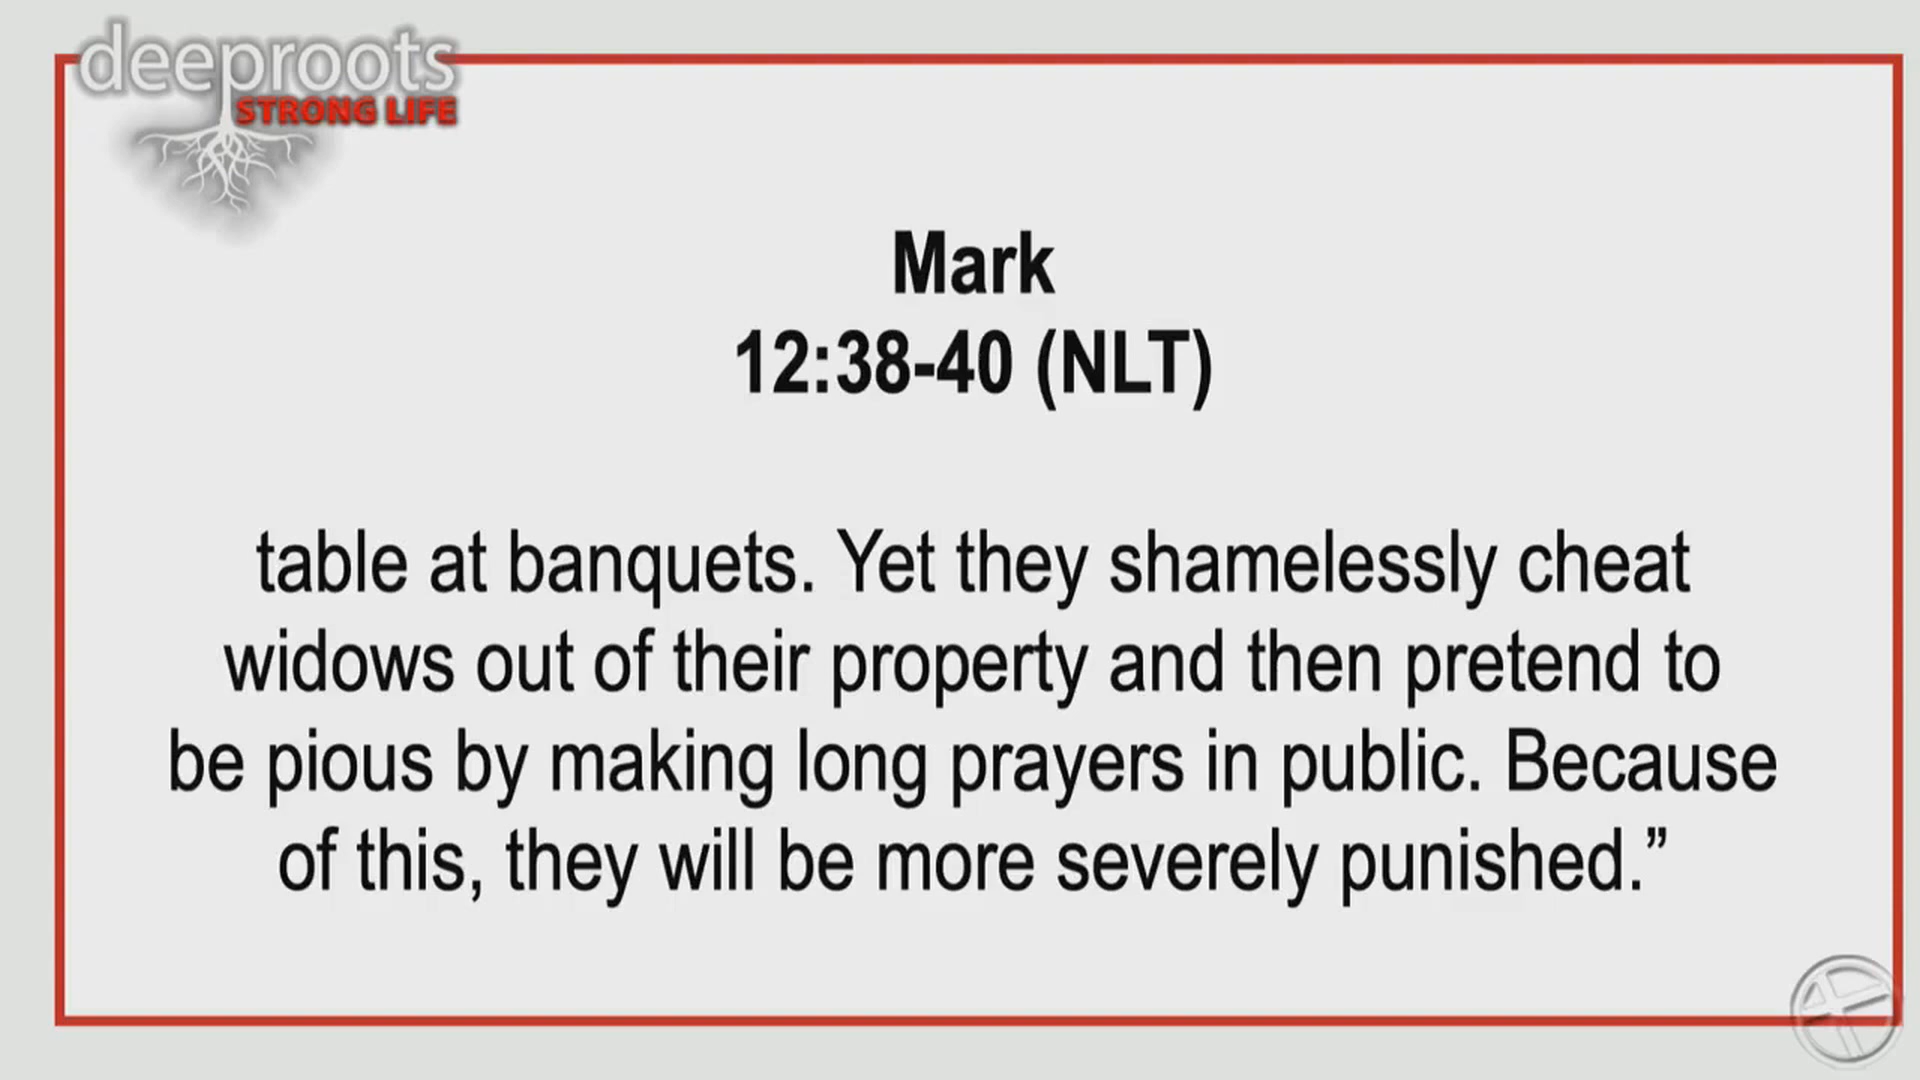 deeproots
STRONG LIFE
Mark
12:38-40 (NLT)
table at banquets. Yet they shamelessly cheat
widows out of their property and then pretend to
be pious by making long prayers in public. Because
of this, they will be more severely punished.”